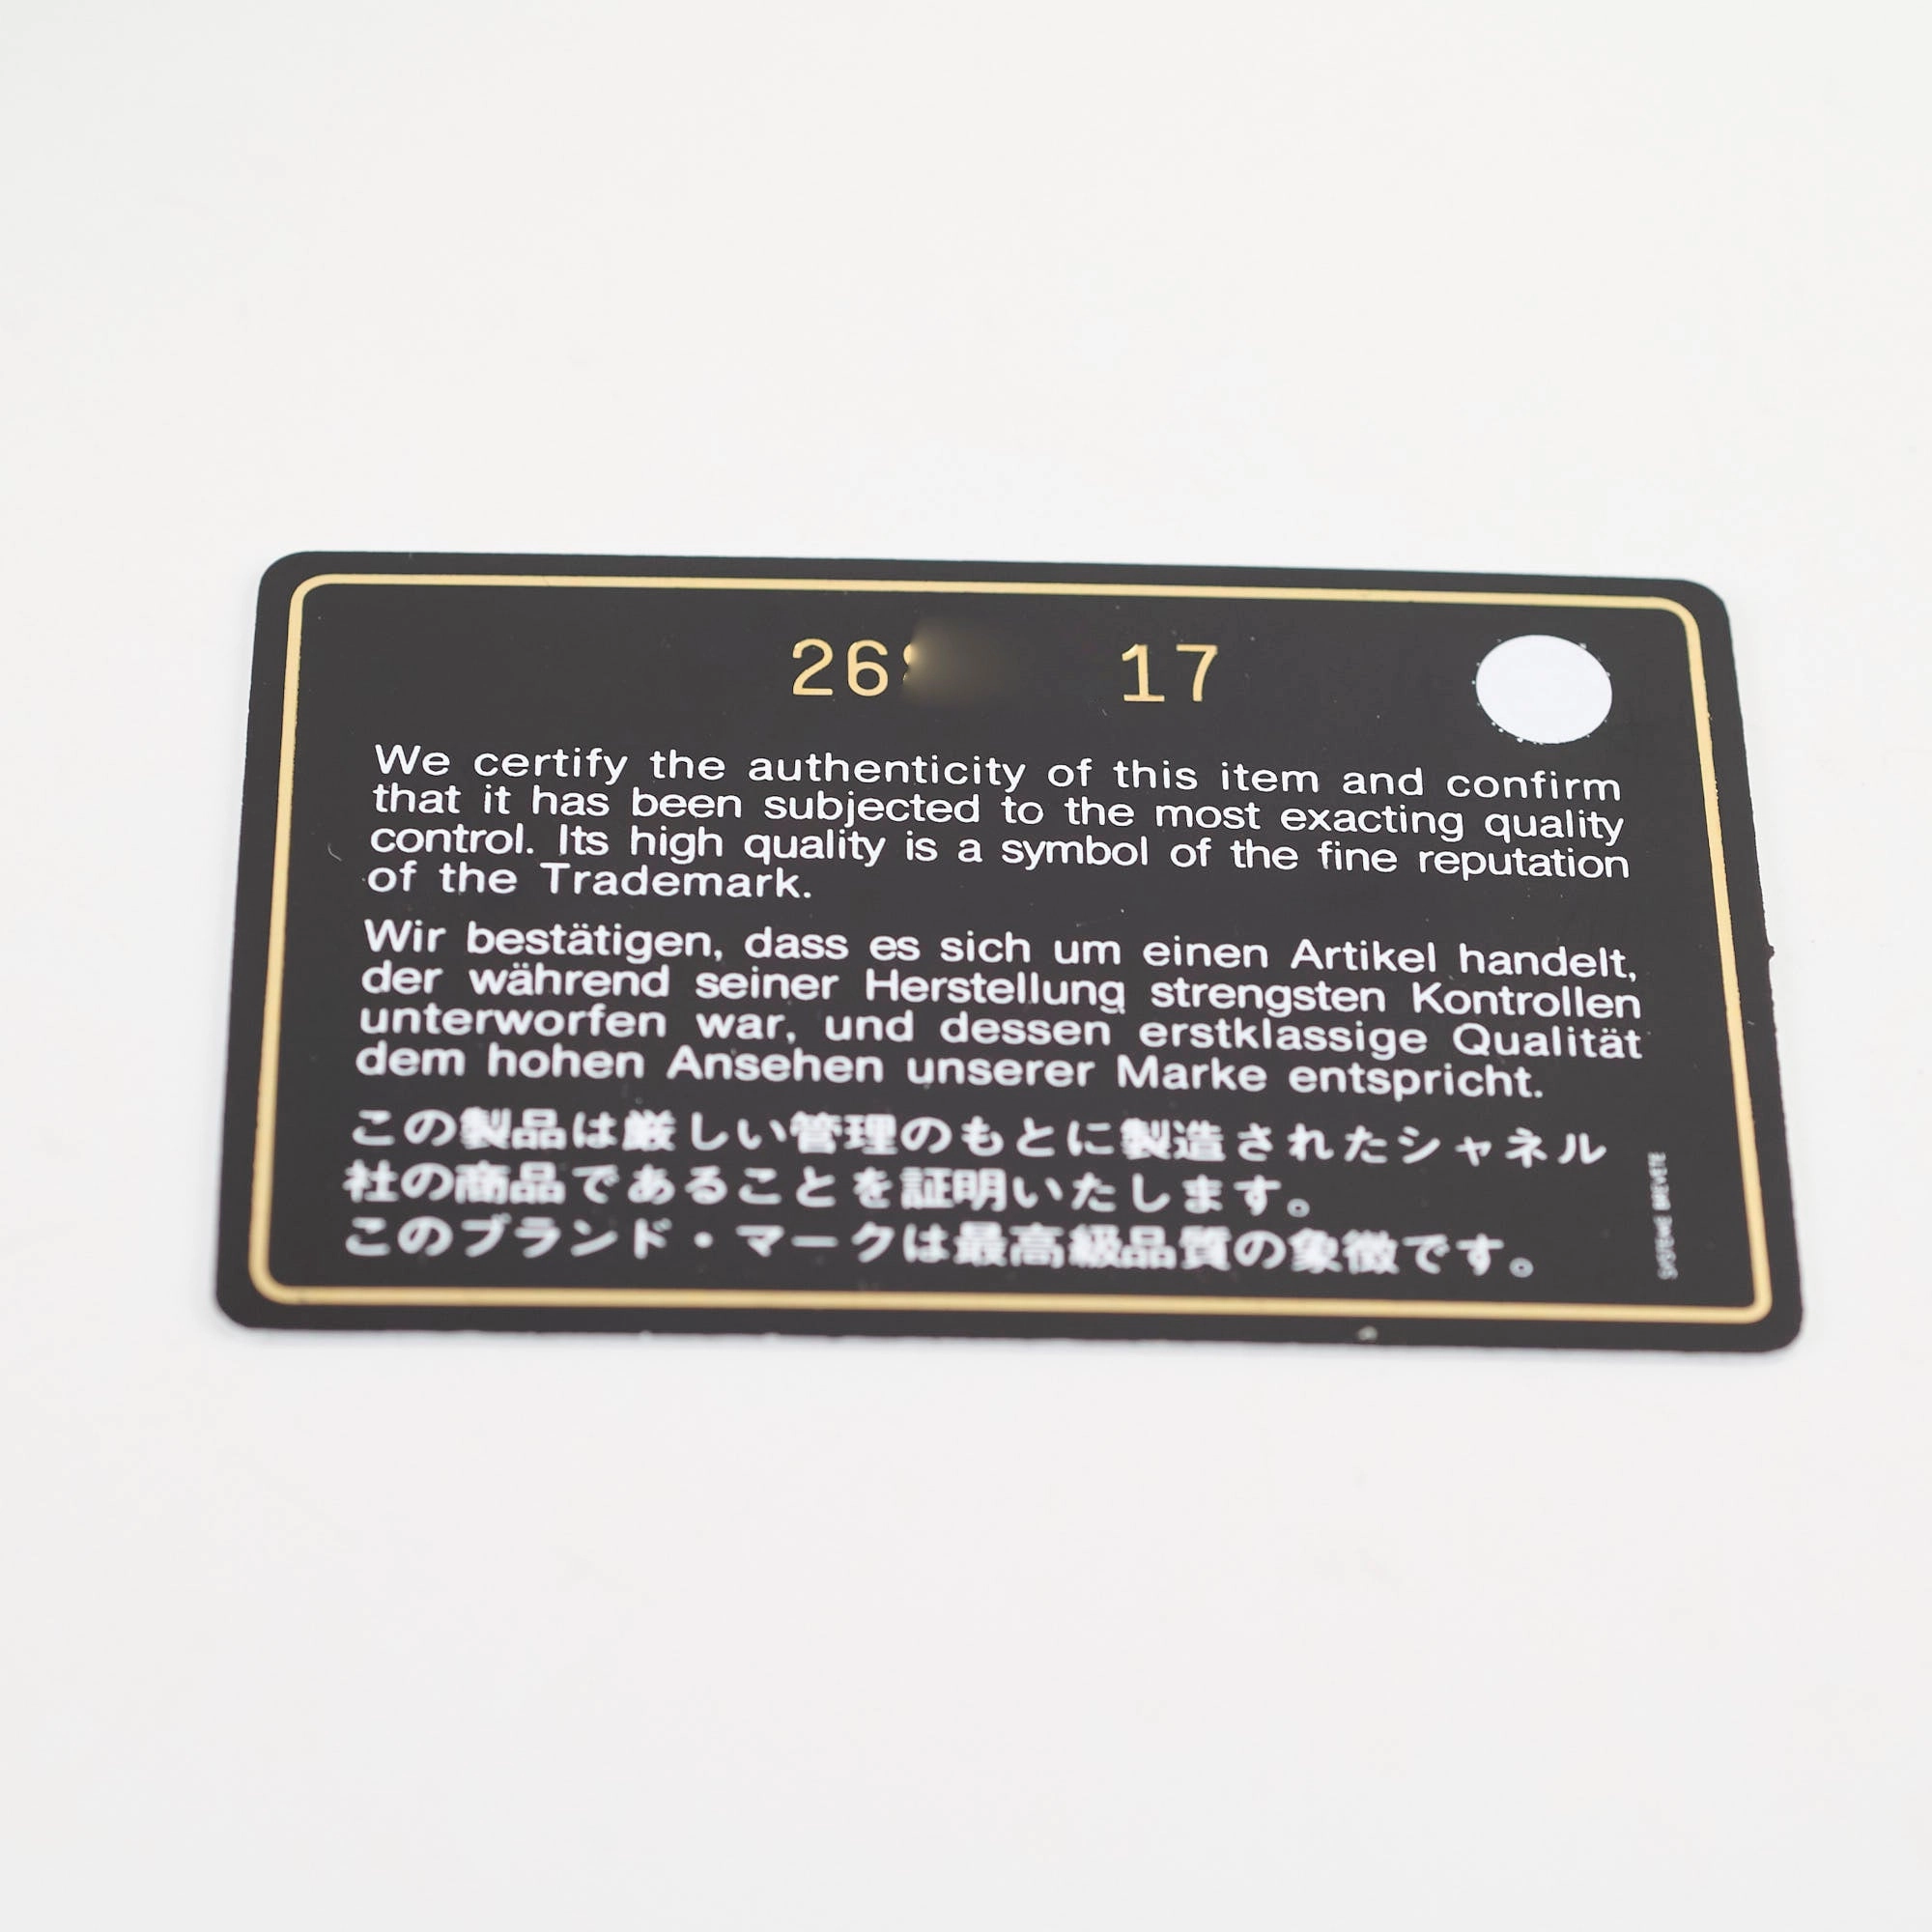 26 17
We certify the authenticity of this item and confirm
that it has been subjected to the most exacting quality
control. Its high quality is a symbol of the fine reputation
of the Trademark.
Wir bestätigen, dass es sich um einen Artikel handelt,
der während seiner Herstellung strengsten Kontrollen
unterworfen war, und dessen erstklassige Qualität
dem hohen Ansehen unserer Marke entspricht.
この製品は厳しい管理のもとに製造されたシャネル
社の商品であることを証明いたします。
このブランド・マークは最高級品質の象徴です。
SYSTEME BREVETE